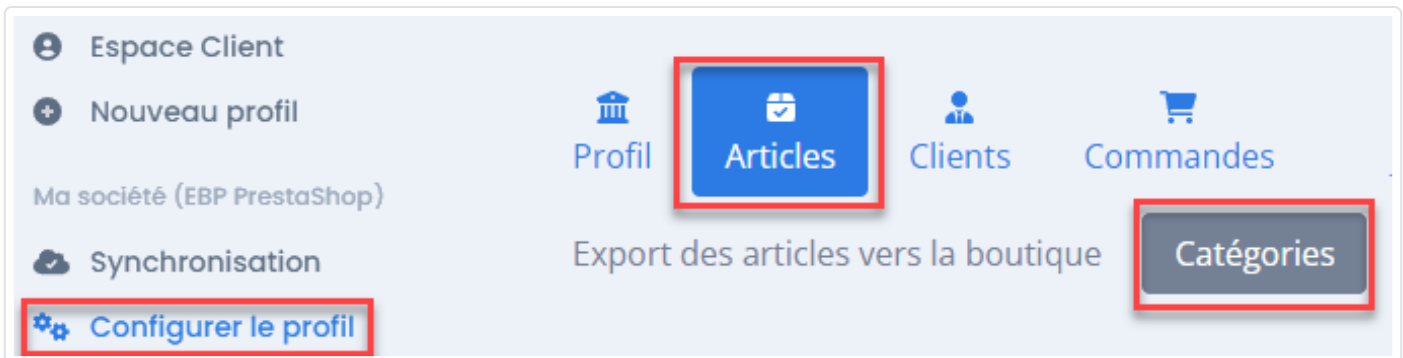 Espace Client
Nouveau profil
Ma société (EBP PrestaShop)
Synchronisation
Configurer le profil
Profil
Articles
Clients
Commandes
Export des articles vers la boutique
Catégories